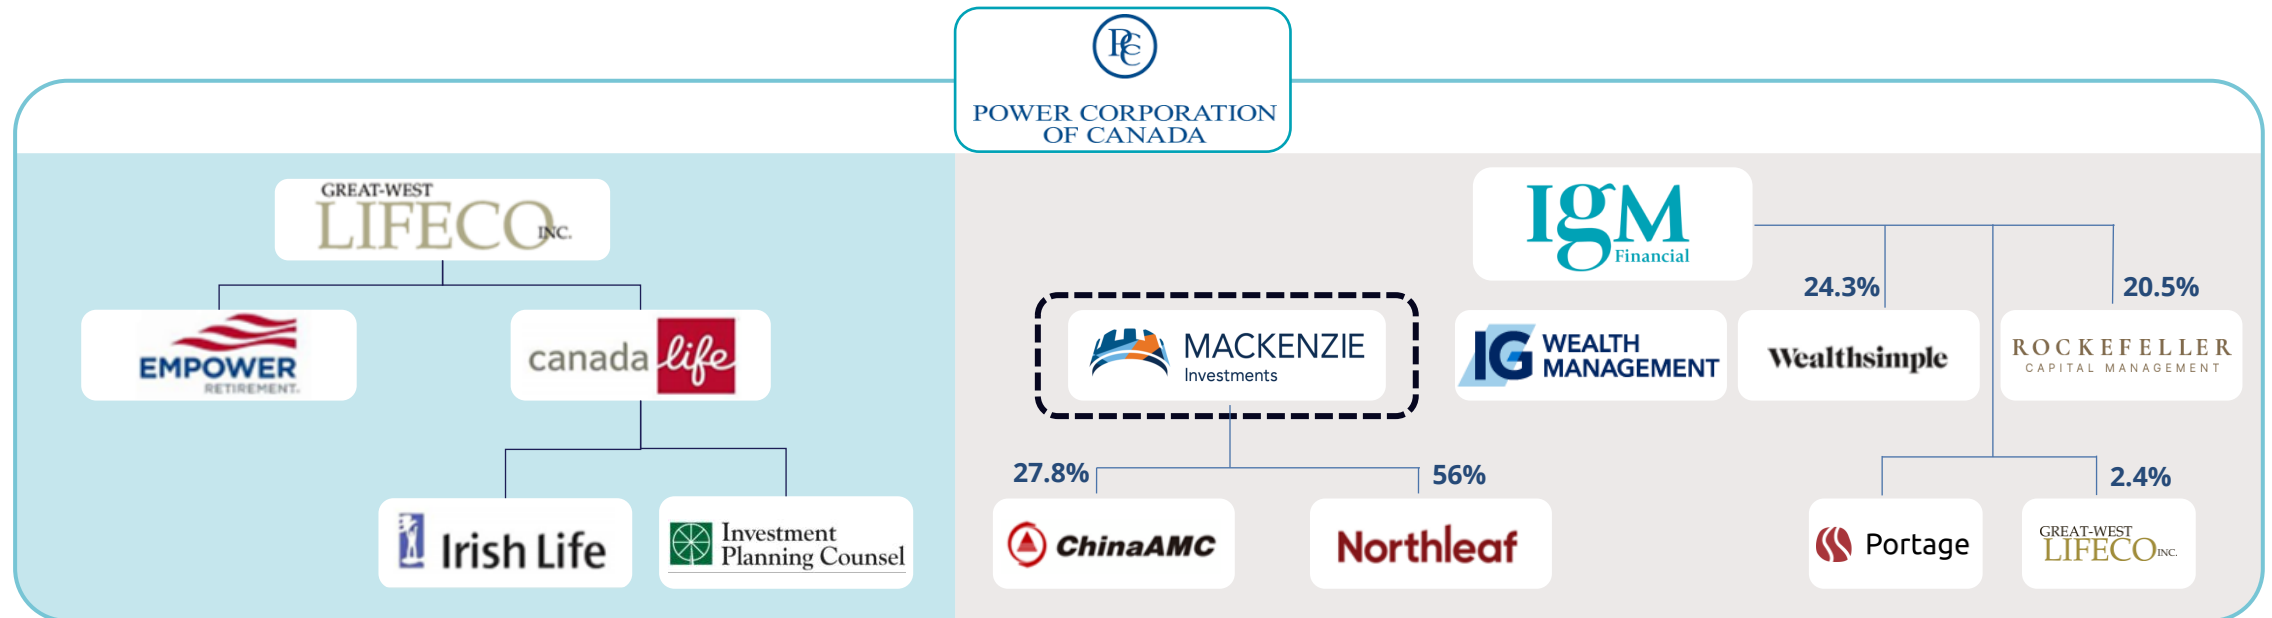 PCC
POWER CORPORATION
OF CANADA
GREAT-WEST
LIFECO INC.
IGM
Financial
24.3%
20.5%
EMPOWER
RETIREMENT.
canada life
MACKENZIE
Investments
IG WEALTH
MANAGEMENT
Wealthsimple
ROCKEFELLER
CAPITAL MANAGEMENT
27.8%
56%
2.4%
Irish Life
Investment
Planning Counsel
ChinaAMC
Northleaf
Portage
GREAT-WEST
LIFECO INC.